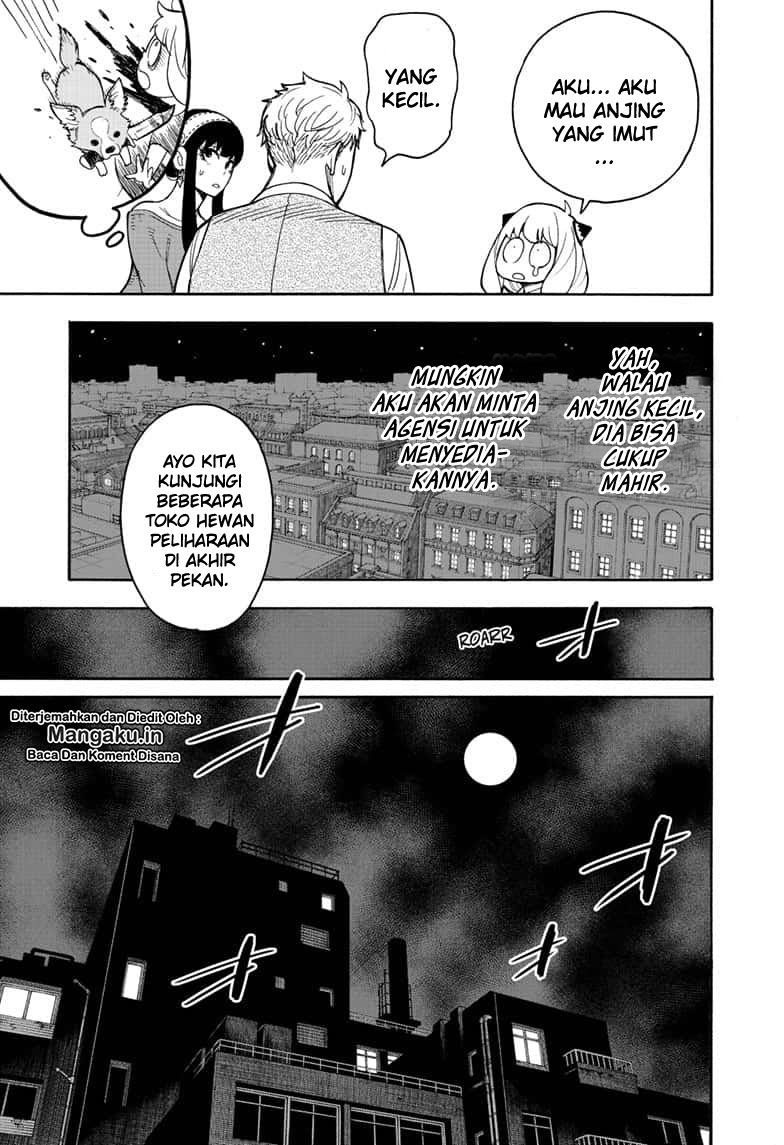 AKU... AKU
MAU ANJING
YANG IMUT
...
YANG
KECIL.
YAH,
WALAU
ANJING KECIL,
DIA BISA
CUKUP
MAHIR.
MUNGKIN
AKU AKAN MINTA
AGENSI UNTUK
MENYEDIA-
KANNYA.
AYO KITA
KUNJUNGI
BEBERAPA
TOKO HEWAN
PELIHARAAN
DI AKHIR
PEKAN.
ROARR
Diterjemahkan dan Diedit Oleh :
Mangaku.in
Baca Dan Koment Disana